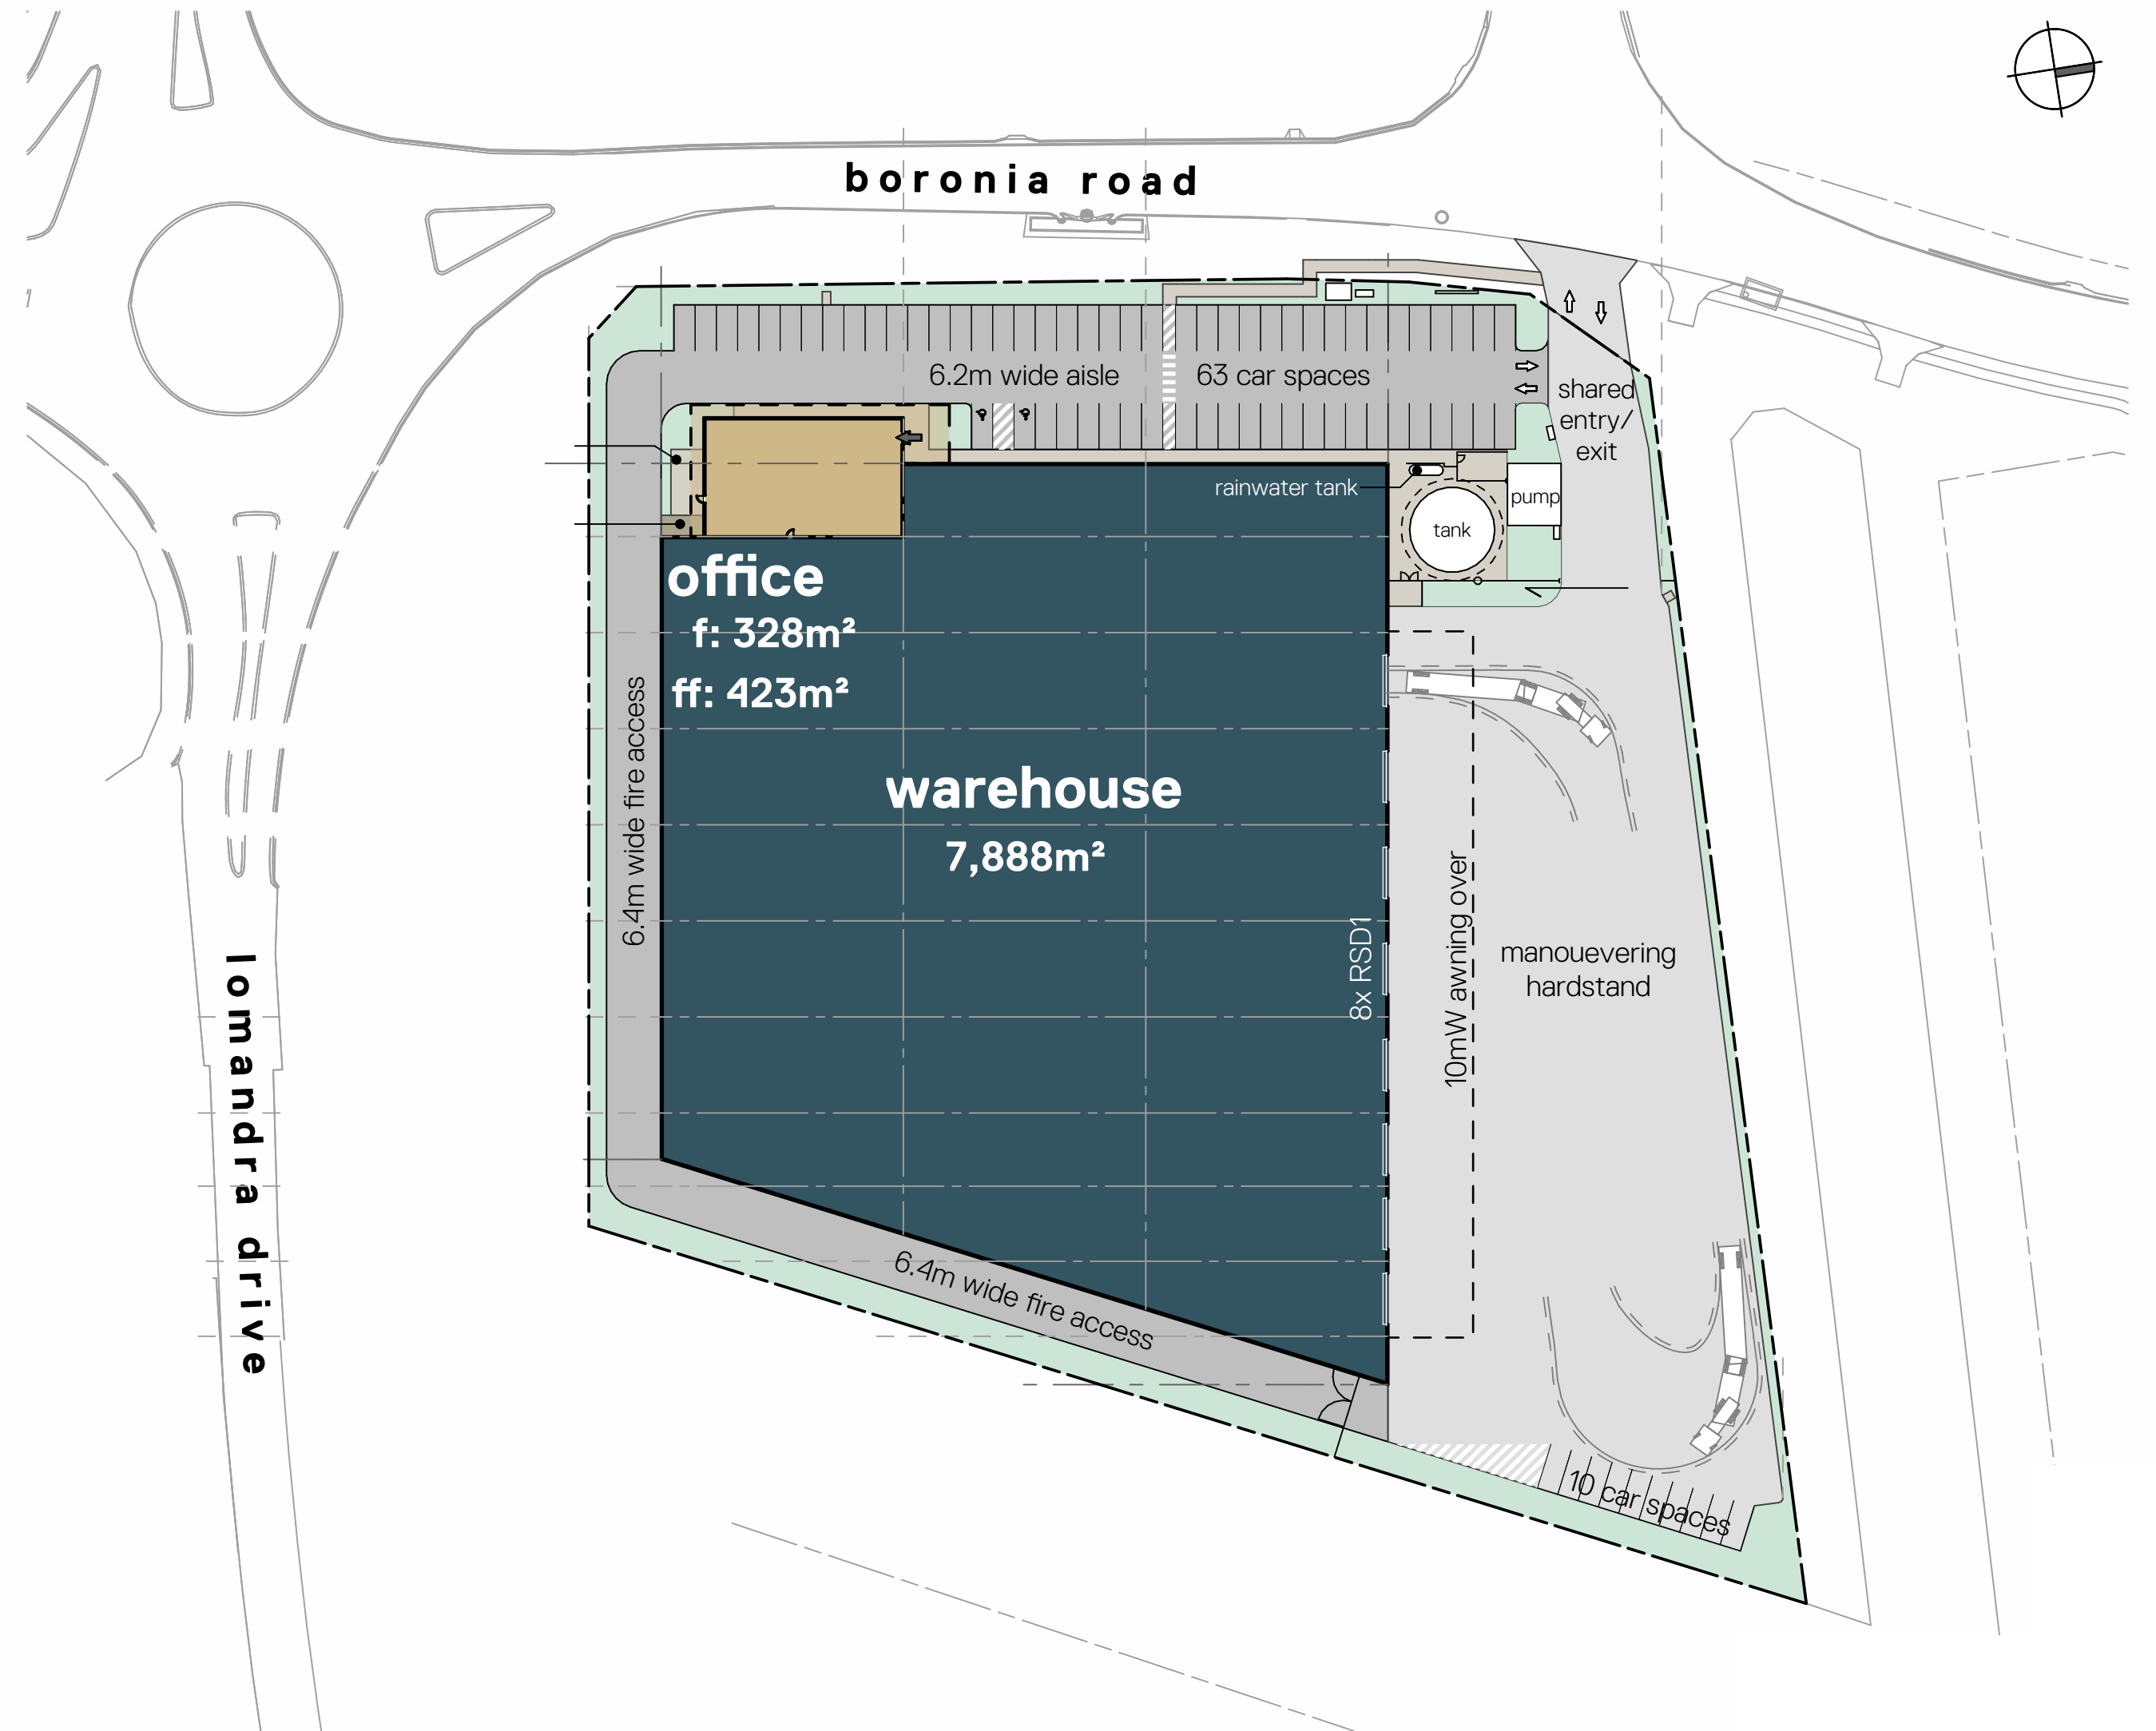 boronia road
6.2m wide aisle
63 car spaces
shared
entry/
exit
rainwater tank
pump
tank
office
f: 328m²
ff: 423m²
warehouse
7,888m²
6.4m wide fire access
8x RSD1
10mW awning over
manouevering
hardstand
lomandra drive
6.4m wide fire access
10 car spaces